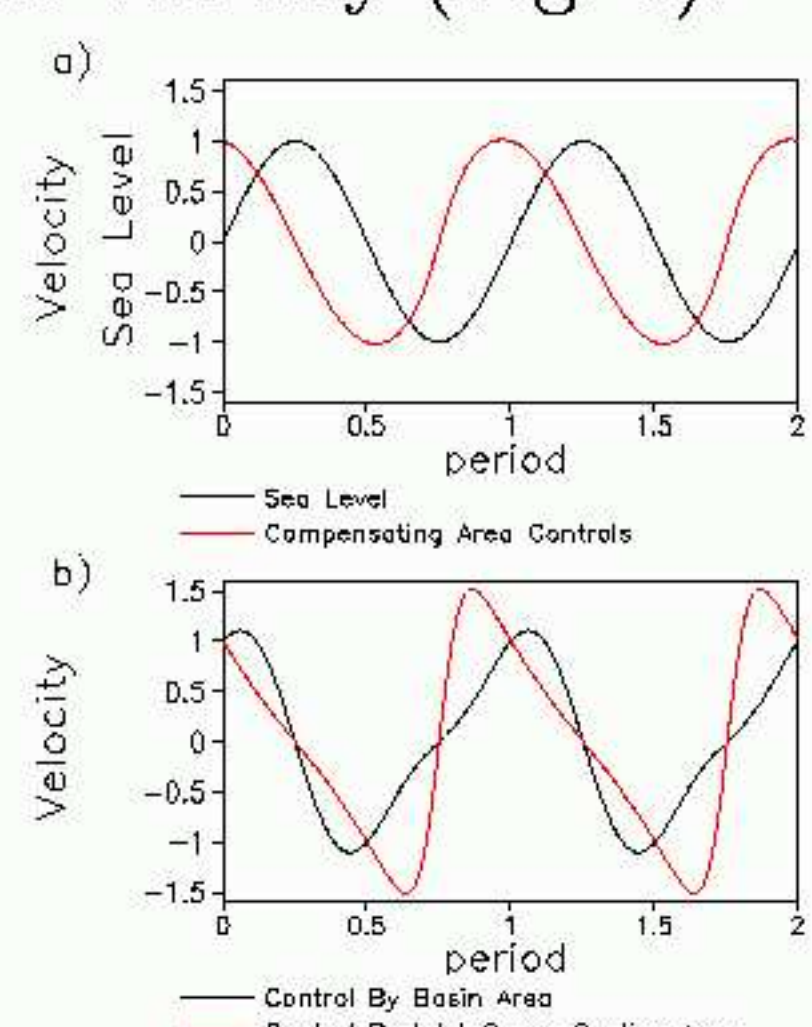 a)
Velocity
Sea Level
1.5
1
0.5
0
-0.5
-1
-1.5
0 0.5 1 1.5 2
period
Sea Level
Compensating Area Controls
b)
Velocity
1.5
1
0.5
0
-0.5
-1
-1.5
0 0.5 1 1.5 2
period
Control By Basin Area